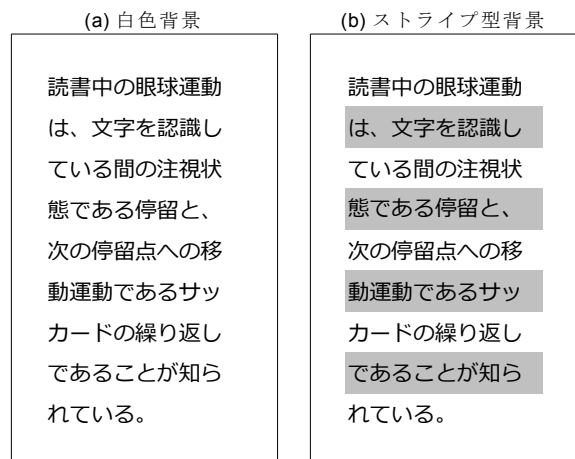 (a) 白色背景
読書中の眼球運動
は、文字を認識し
ている間の注視状
態である停留と、
次の停留点への移
動運動であるサッ
カードの繰り返し
であることが知ら
れている。
(b) ストライプ型背景
読書中の眼球運動
は、文字を認識し
ている間の注視状
態である停留と、
次の停留点への移
動運動であるサッ
カードの繰り返し
であることが知ら
れている。